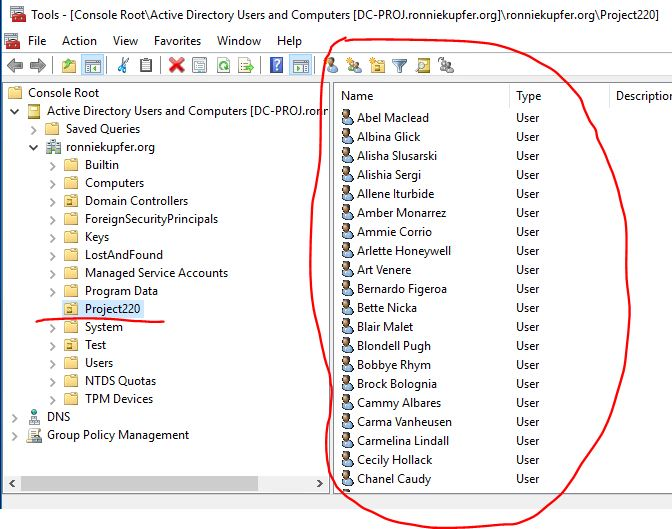 Tools - [Console Root\Active Directory Users and Computers [DC-PROJ.ronniekupfer.org]\ronniekupfer.org\Project220]
File Action View Favorites Window Help
Console Root
Active Directory Users and Computers [DC-PROJ.ronn
Saved Queries
ronniekupfer.org
Builtin
Computers
Domain Controllers
ForeignSecurityPrincipals
Keys
LostAndFound
Managed Service Accounts
Program Data
Project220
System
Test
Users
NTDS Quotas
TPM Devices
DNS
Group Policy Management
Name Type Description
Abel Maclead User
Albina Glick User
Alisha Slusarski User
Alishia Sergi User
Allene Iturbide User
Amber Monarrez User
Ammie Corrio User
Arlette Honeywell User
Art Venere User
Bernardo Figeroa User
Bette Nicka User
Blair Malet User
Blondell Pugh User
Bobbye Rhym User
Brock Bolognia User
Cammy Albares User
Carma Vanheusen User
Carmelina Lindall User
Cecily Hollack User
Chanel Caudy User